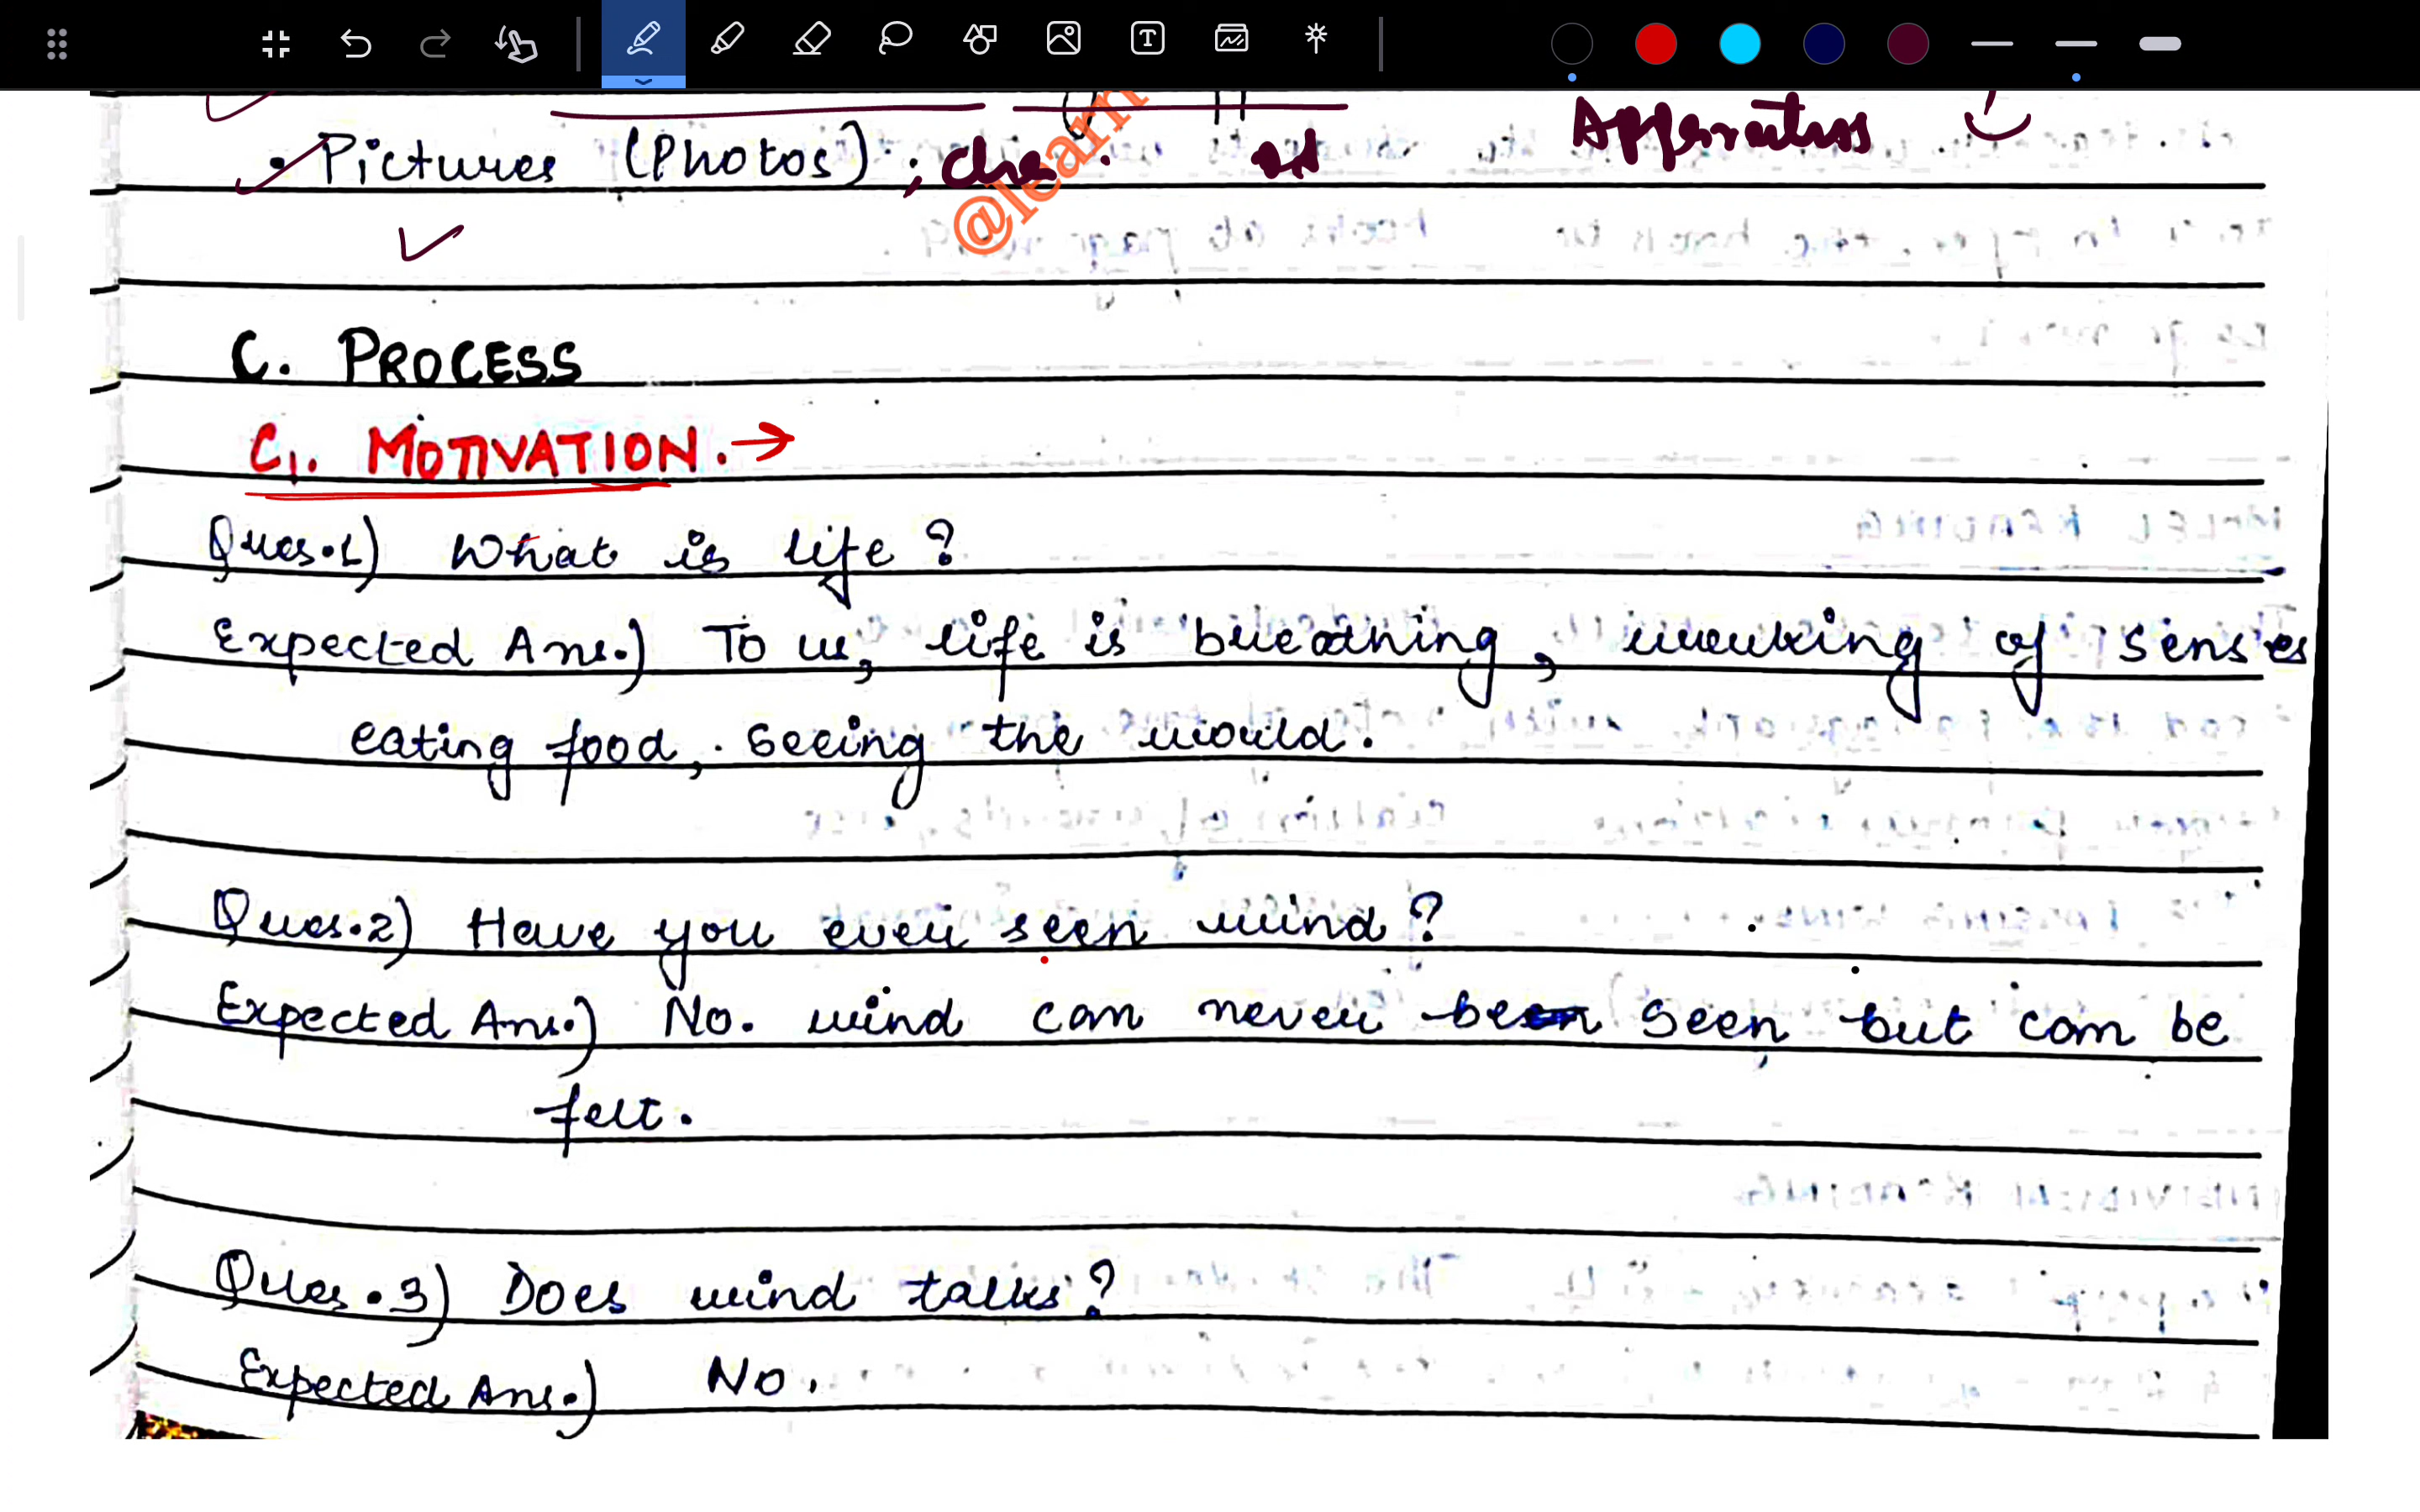 Apparatus
• Pictures (Photos) ;
@learn
C. PROCESS
C1. MOTIVATION. →
Ques.1) What is life?
Expected Ans.) To us, life is breathing, working of senses
eating food, seeing the world.
Ques.2) Have you ever seen wind?
Expected Ans.) No. wind can never be seen but can be
felt.
Ques.3) Does wind talks?
Expected Ans.) No.